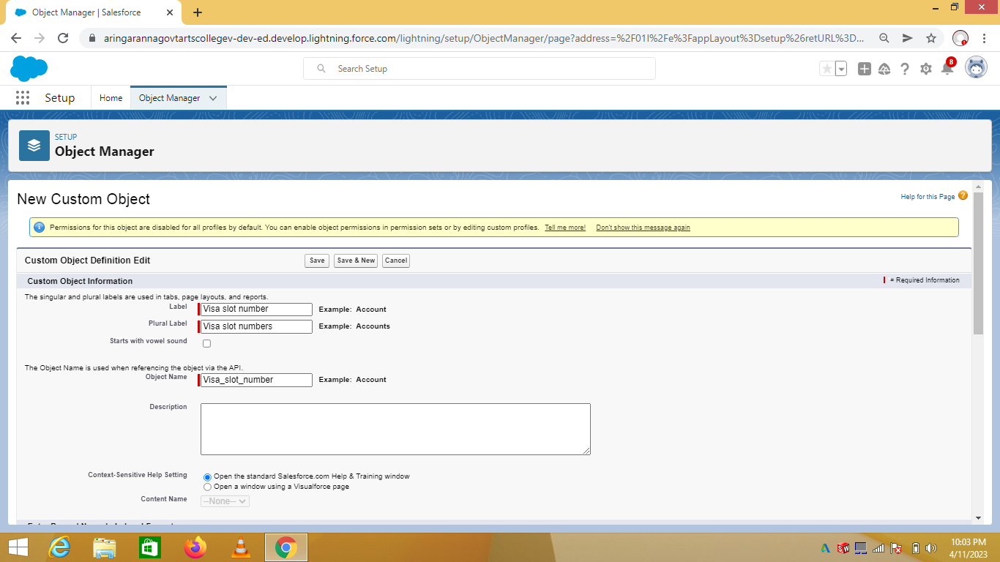 Object Manager | Salesforce
aringarannagovtartscollegev-dev-ed.develop.lightning.force.com/lightning/setup/ObjectManager/page?address=%2F01I%2Fe%3FappLayout%3Dsetup%26retURL%3D...
Search Setup
8
Setup
Home
Object Manager
SETUP
Object Manager
New Custom Object
Help for this Page
Permissions for this object are disabled for all profiles by default. You can enable object permissions in permission sets or by editing custom profiles. Tell me more! Don't show this message again
Custom Object Definition Edit
Save
Save & New
Cancel
Custom Object Information
= Required Information
The singular and plural labels are used in tabs, page layouts, and reports.
Label Visa slot number Example: Account
Plural Label Visa slot numbers Example: Accounts
Starts with vowel sound
The Object Name is used when referencing the object via the API.
Object Name Visa_slot_number Example: Account
Description
Context-Sensitive Help Setting Open the standard Salesforce.com Help & Training window
Open a window using a Visualforce page
Content Name --None--
10:03 PM
4/11/2023